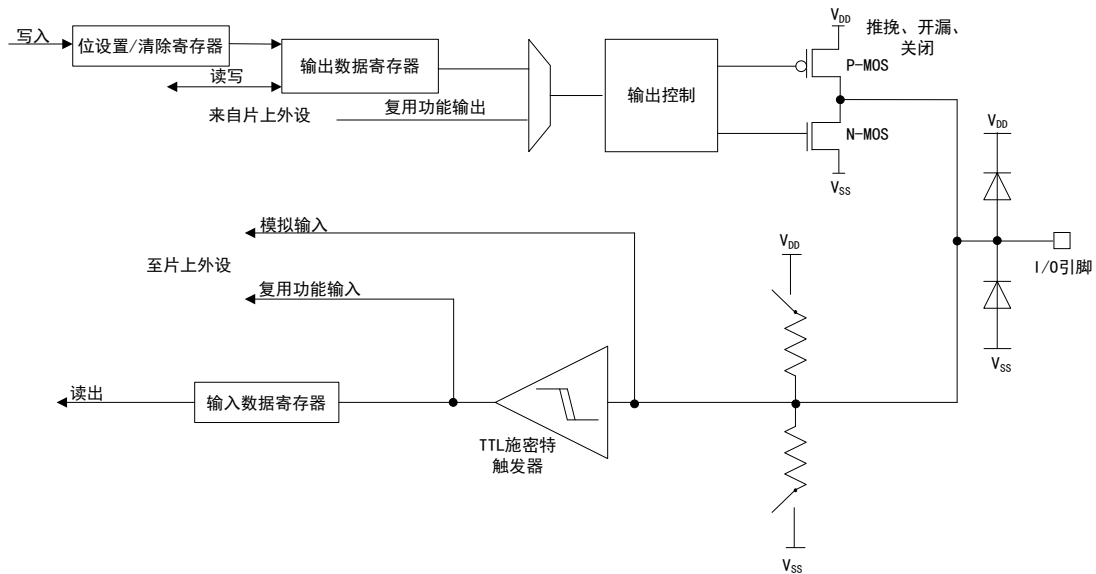 写入
位设置/清除寄存器
读写
输出数据寄存器
来自片上外设
复用功能输出
输出控制
VDD
推挽、开漏、
关闭
P-MOS
N-MOS
VSS
VDD
I/O引脚
VSS
模拟输入
至片上外设
复用功能输入
VDD
读出
输入数据寄存器
TTL施密特
触发器
VSS